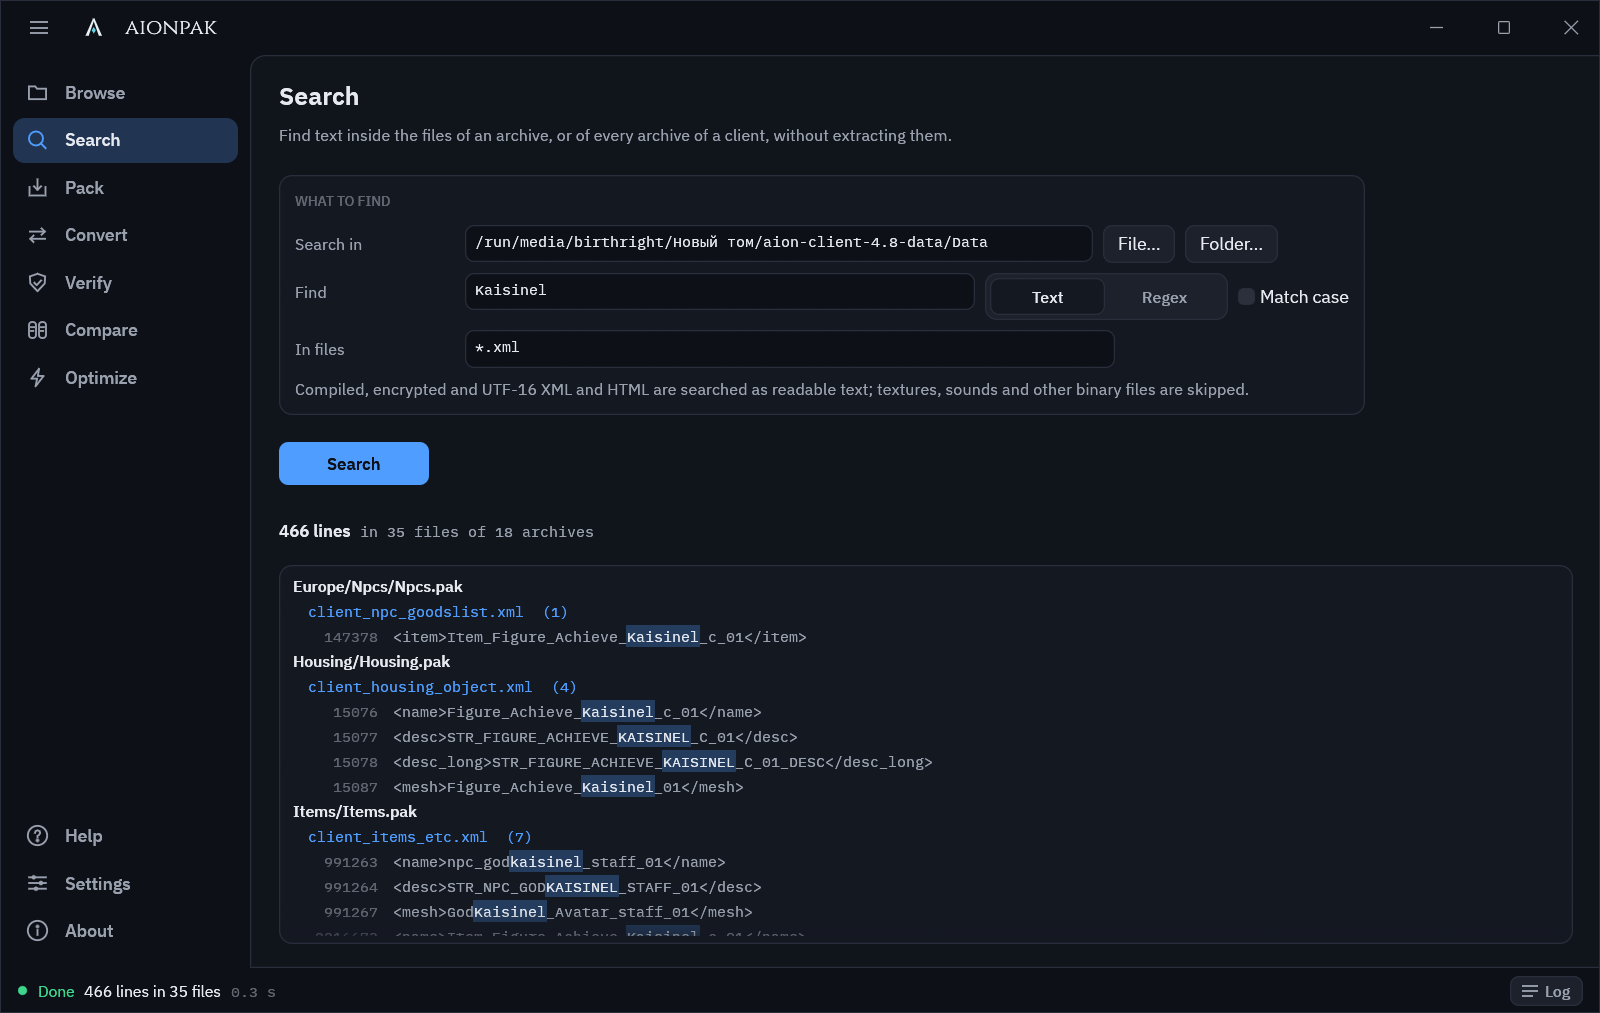 AIONPAK
Browse
Search
Pack
Convert
Verify
Compare
Optimize
Help
Settings
About
Search
Find text inside the files of an archive, or of every archive of a client, without extracting them.
WHAT TO FIND
Search in /run/media/birthright/Новый том/aion-client-4.8-data/Data File... Folder...
Find Kaisinel Text Regex Match case
In files *.xml
Compiled, encrypted and UTF-16 XML and HTML are searched as readable text; textures, sounds and other binary files are skipped.
Search
466 lines in 35 files of 18 archives
Europe/Npcs/Npcs.pak
client_npc_goodslist.xml (1)
147378 <item>Item_Figure_Achieve_Kaisinel_c_01</item>
Housing/Housing.pak
client_housing_object.xml (4)
15076 <name>Figure_Achieve_Kaisinel_c_01</name>
15077 <desc>STR_FIGURE_ACHIEVE_KAISINEL_C_01</desc>
15078 <desc_long>STR_FIGURE_ACHIEVE_KAISINEL_C_01_DESC</desc_long>
15087 <mesh>Figure_Achieve_Kaisinel_01</mesh>
Items/Items.pak
client_items_etc.xml (7)
991263 <name>npc_godkaisinel_staff_01</name>
991264 <desc>STR_NPC_GODKAISINEL_STAFF_01</desc>
991267 <mesh>GodKaisinel_Avatar_staff_01</mesh>
<name>Item_Figure_Achieve_Kaisinel_c_01</name>
Done 466 lines in 35 files 0.3 s
Log